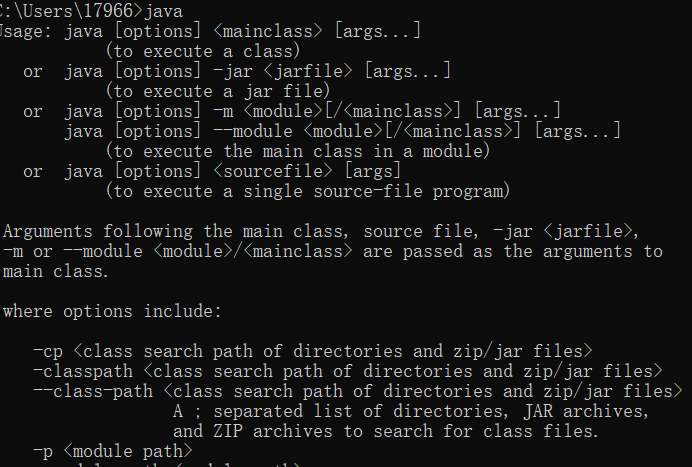 C:\Users\17966>java
Usage: java [options] <mainclass> [args...]
(to execute a class)
or java [options] -jar <jarfile> [args...]
(to execute a jar file)
or java [options] -m <module>[/<mainclass>] [args...]
java [options] --module <module>[/<mainclass>] [args...]
(to execute the main class in a module)
or java [options] <sourcefile> [args]
(to execute a single source-file program)
Arguments following the main class, source file, -jar <jarfile>,
-m or --module <module>/<mainclass> are passed as the arguments to
main class.
where options include:
-cp <class search path of directories and zip/jar files>
-classpath <class search path of directories and zip/jar files>
--class-path <class search path of directories and zip/jar files>
A ; separated list of directories, JAR archives,
and ZIP archives to search for class files.
-p <module path>